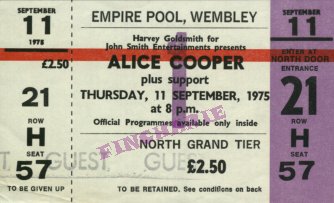 SEPTEMBER
11
1975
£2.50
21
ROW
H
SEAT
57
TO BE GIVEN UP
EMPIRE POOL, WEMBLEY
Harvey Goldsmith for
John Smith Entertainments presents
ALICE COOPER
plus support
THURSDAY, 11 SEPTEMBER, 1975
at 8 p.m.
Official Programmes available only inside
NORTH GRAND TIER
£2.50
TO BE RETAINED. See conditions on back
GUEST
SEPTEMBER
11
ENTER AT
NORTH DOOR
ENTRANCE
21
ROW
H
SEAT
57